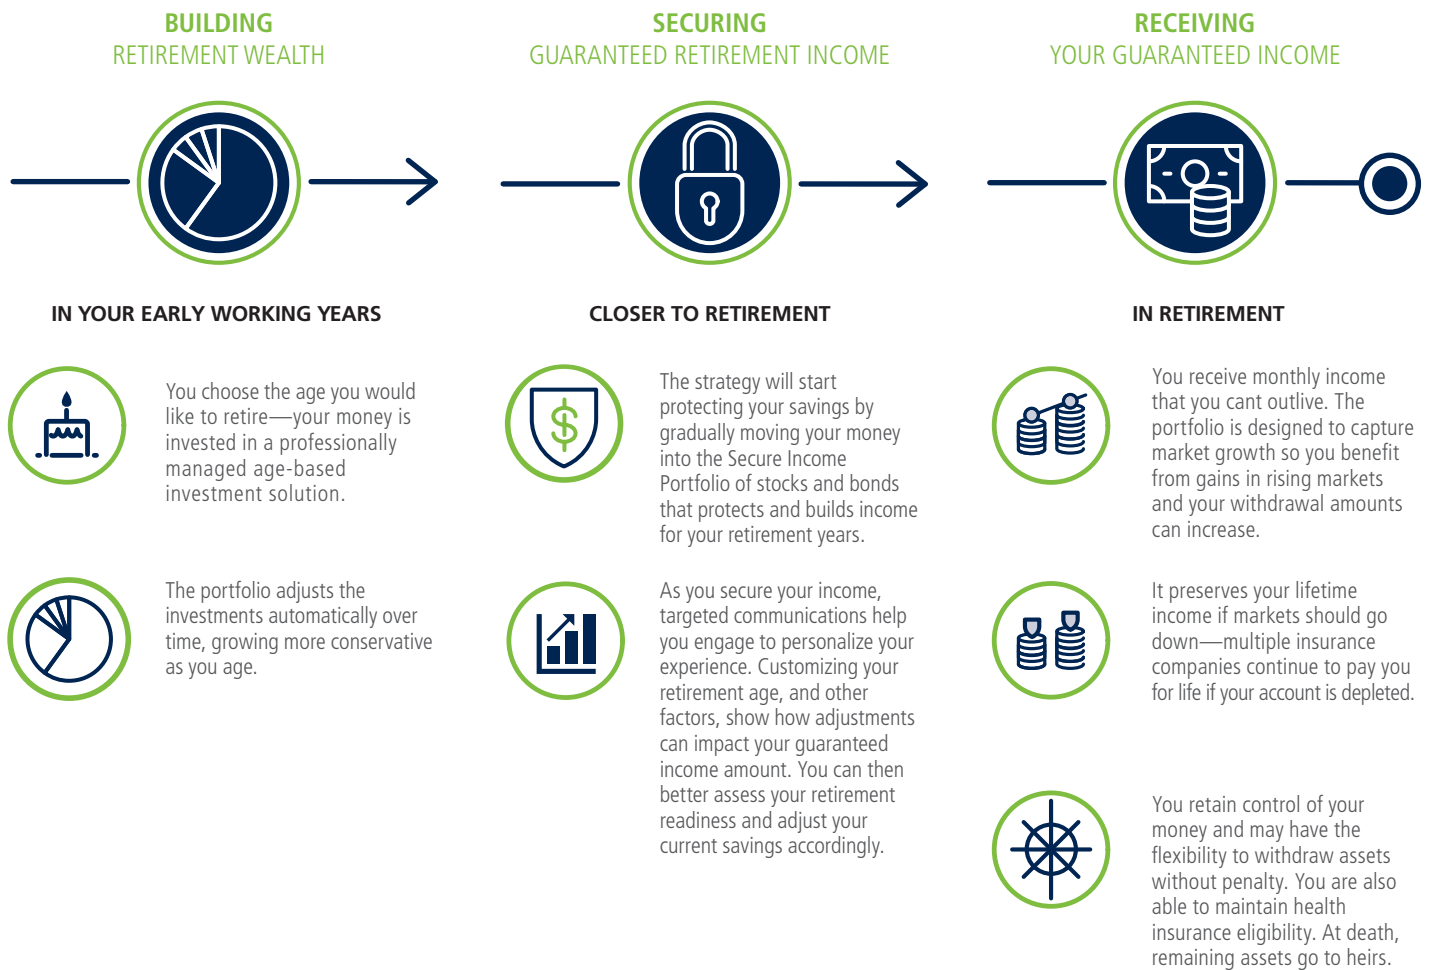 BUILDING
RETIREMENT WEALTH
IN YOUR EARLY WORKING YEARS
You choose the age you would
like to retire—your money is
invested in a professionally
managed age-based
investment solution.
The portfolio adjusts the
investments automatically over
time, growing more conservative
as you age.
SECURING
GUARANTEED RETIREMENT INCOME
CLOSER TO RETIREMENT
The strategy will start
protecting your savings by
gradually moving your money
into the Secure Income
Portfolio of stocks and bonds
that protects and builds income
for your retirement years.
$
As you secure your income,
targeted communications help
you engage to personalize your
experience. Customizing your
retirement age, and other
factors, show how adjustments
can impact your guaranteed
income amount. You can then
better assess your retirement
readiness and adjust your
current savings accordingly.
RECEIVING
YOUR GUARANTEED INCOME
IN RETIREMENT
You receive monthly income
that you cant outlive. The
portfolio is designed to capture
market growth so you benefit
from gains in rising markets
and your withdrawal amounts
can increase.
It preserves your lifetime
income if markets should go
down—multiple insurance
companies continue to pay you
for life if your account is depleted.
You retain control of your
money and may have the
flexibility to withdraw assets
without penalty. You are also
able to maintain health
insurance eligibility. At death,
remaining assets go to heirs.